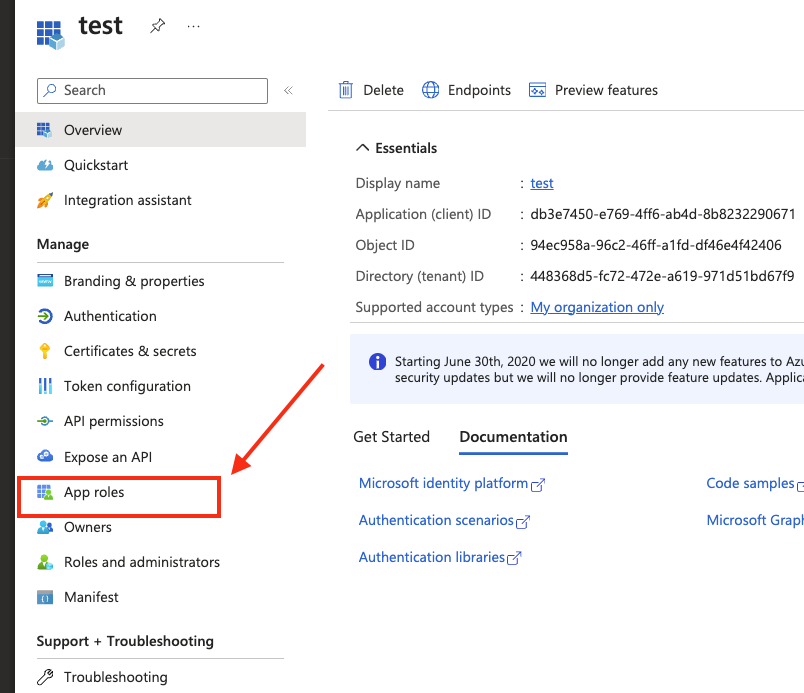 test
...
Search
«
Delete
Endpoints
Preview features
Overview
Quickstart
Integration assistant
Manage
Branding & properties
Authentication
Certificates & secrets
Token configuration
API permissions
Expose an API
App roles
Owners
Roles and administrators
Manifest
Support + Troubleshooting
Troubleshooting
Essentials
Display name : test
Application (client) ID : db3e7450-e769-4ff6-ab4d-8b8232290671
Object ID : 94ec958a-96c2-46ff-a1fd-df46e4f42406
Directory (tenant) ID : 448368d5-fc72-472e-a619-971d51bd67f9
Supported account types : My organization only
Starting June 30th, 2020 we will no longer add any new features to Azu
security updates but we will no longer provide feature updates. Applica
Get Started
Documentation
Microsoft identity platform
Code samples
Authentication scenarios
Microsoft Graph
Authentication libraries